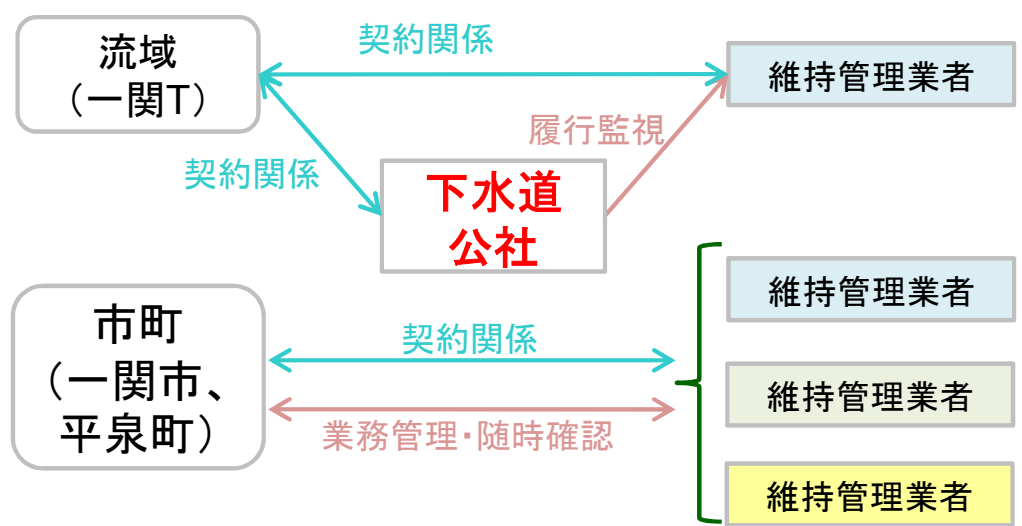 流域
（一関T）
契約関係
維持管理業者
履行監視
契約関係
下水道
公社
市町
（一関市、
平泉町）
契約関係
業務管理・随時確認
維持管理業者
維持管理業者
維持管理業者